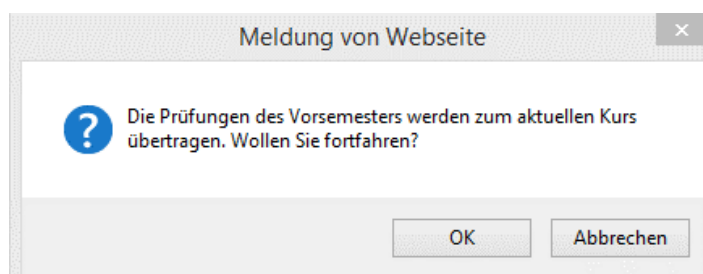 Meldung von Webseite
Die Prüfungen des Vorsemesters werden zum aktuellen Kurs
übertragen. Wollen Sie fortfahren?
OK Abbrechen